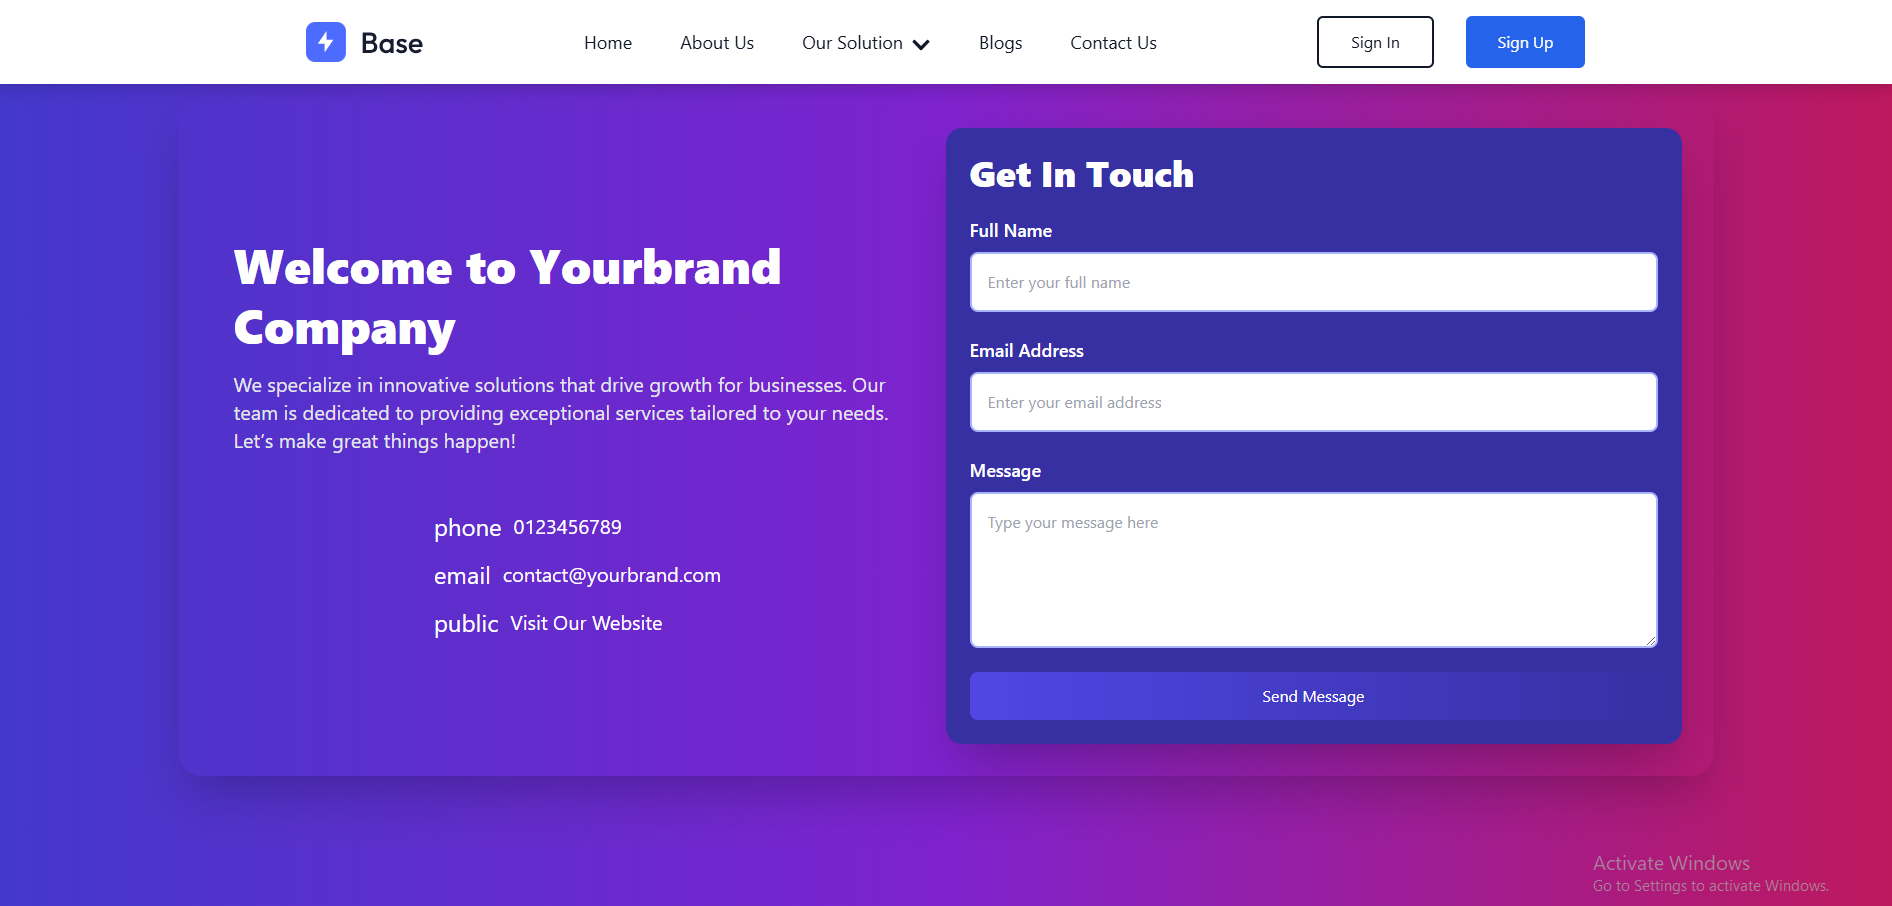 Base
Home
About Us
Our Solution
Blogs
Contact Us
Sign In
Sign Up
Welcome to Yourbrand
Company
We specialize in innovative solutions that drive growth for businesses. Our
team is dedicated to providing exceptional services tailored to your needs.
Let’s make great things happen!
phone 0123456789
email contact@yourbrand.com
public Visit Our Website
Get In Touch
Full Name
Enter your full name
Email Address
Enter your email address
Message
Type your message here
Send Message
Activate Windows
Go to Settings to activate Windows.